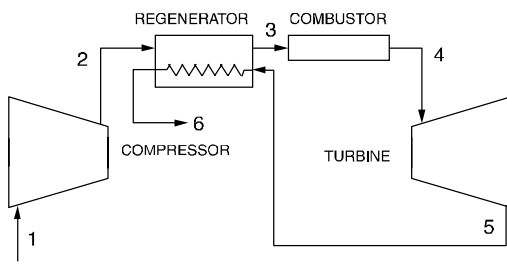 REGENERATOR COMBUSTOR
2 3 4
6
COMPRESSOR TURBINE
1 5